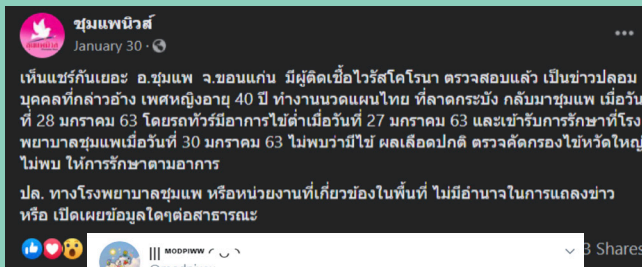 ชุมแพนิวส์
January 30
เห็นแชร์กันเยอะ อ.ชุมแพ จ.ขอนแก่น มีผู้ติดเชื้อไวรัสโคโรนา ตรวจสอบแล้ว เป็นข่าวปลอม
บุคคลที่กล่าวอ้าง เพศหญิงอายุ 40 ปี ทำงานนวดแผนไทย ที่ลาดกระบัง กลับมาชุมแพ เมื่อวัน
ที่ 28 มกราคม 63 โดยรถทัวร์มีอาการไข้ต่ำเมื่อวันที่ 27 มกราคม 63 และเข้ารับการรักษาที่โรง
พยาบาลชุมแพเมื่อวันที่ 30 มกราคม 63 ไม่พบว่ามีไข้ ผลเลือดปกติ ตรวจคัดกรองไข้หวัดใหญ่
ไม่พบ ให้การรักษาตามอาการ
ปล. ทางโรงพยาบาลชุมแพ หรือหน่วยงานที่เกี่ยวข้องในพื้นที่ ไม่มีอำนาจในการแถลงข่าว
หรือ เปิดเผยข้อมูลใดๆต่อสาธารณะ
3 Shares
||| ᴹᴼᴰᴾᴵᵂᵂ